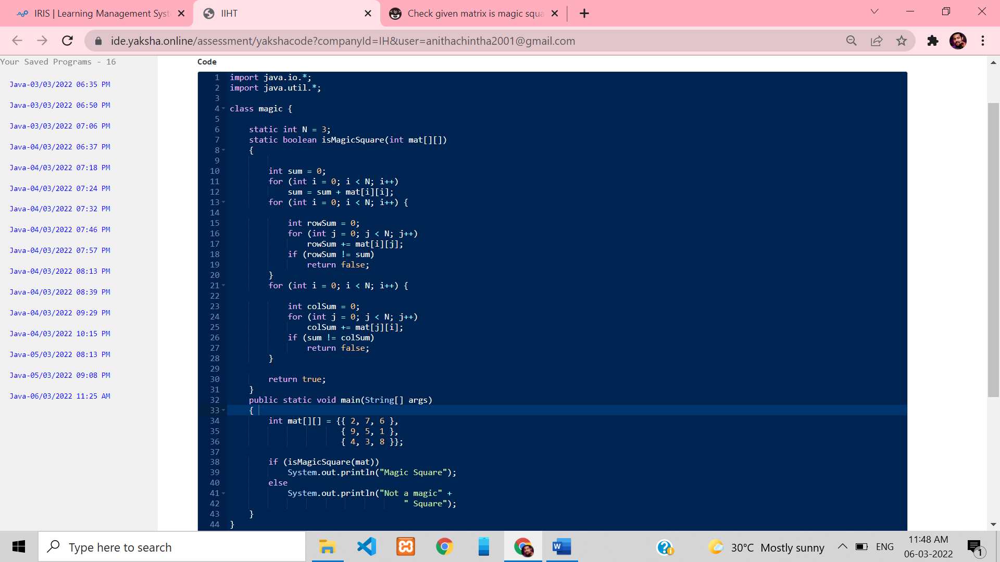 IRIS | Learning Management Syst
IIHT
Check given matrix is magic squa
ide.yaksha.online/assessment/yakshacode?companyId=IH&user=anithachintha2001@gmail.com
Your Saved Programs - 16
Java-03/03/2022 06:35 PM
Java-03/03/2022 06:50 PM
Java-03/03/2022 07:06 PM
Java-04/03/2022 06:37 PM
Java-04/03/2022 07:18 PM
Java-04/03/2022 07:24 PM
Java-04/03/2022 07:32 PM
Java-04/03/2022 07:46 PM
Java-04/03/2022 07:57 PM
Java-04/03/2022 08:13 PM
Java-04/03/2022 08:39 PM
Java-04/03/2022 09:29 PM
Java-04/03/2022 10:15 PM
Java-05/03/2022 08:13 PM
Java-05/03/2022 09:08 PM
Java-06/03/2022 11:25 AM
Code
1 import java.io.*;
2 import java.util.*;
3
4 class magic {
5
6     static int N = 3;
7     static boolean isMagicSquare(int mat[][])
8     {
9
10         int sum = 0;
11         for (int i = 0; i < N; i++)
12             sum = sum + mat[i][i];
13         for (int i = 0; i < N; i++) {
14
15             int rowSum = 0;
16             for (int j = 0; j < N; j++)
17                 rowSum += mat[i][j];
18             if (rowSum != sum)
19                 return false;
20         }
21         for (int i = 0; i < N; i++) {
22
23             int colSum = 0;
24             for (int j = 0; j < N; j++)
25                 colSum += mat[j][i];
26             if (sum != colSum)
27                 return false;
28         }
29
30         return true;
31     }
32     public static void main(String[] args)
33     {
34         int mat[][] = {{ 2, 7, 6 },
35                        { 9, 5, 1 },
36                        { 4, 3, 8 }};
37
38         if (isMagicSquare(mat))
39             System.out.println("Magic Square");
40         else
41             System.out.println("Not a magic" +
42                                     " Square");
43     }
44 }
Type here to search
30°C Mostly sunny
ENG
11:48 AM
06-03-2022
1